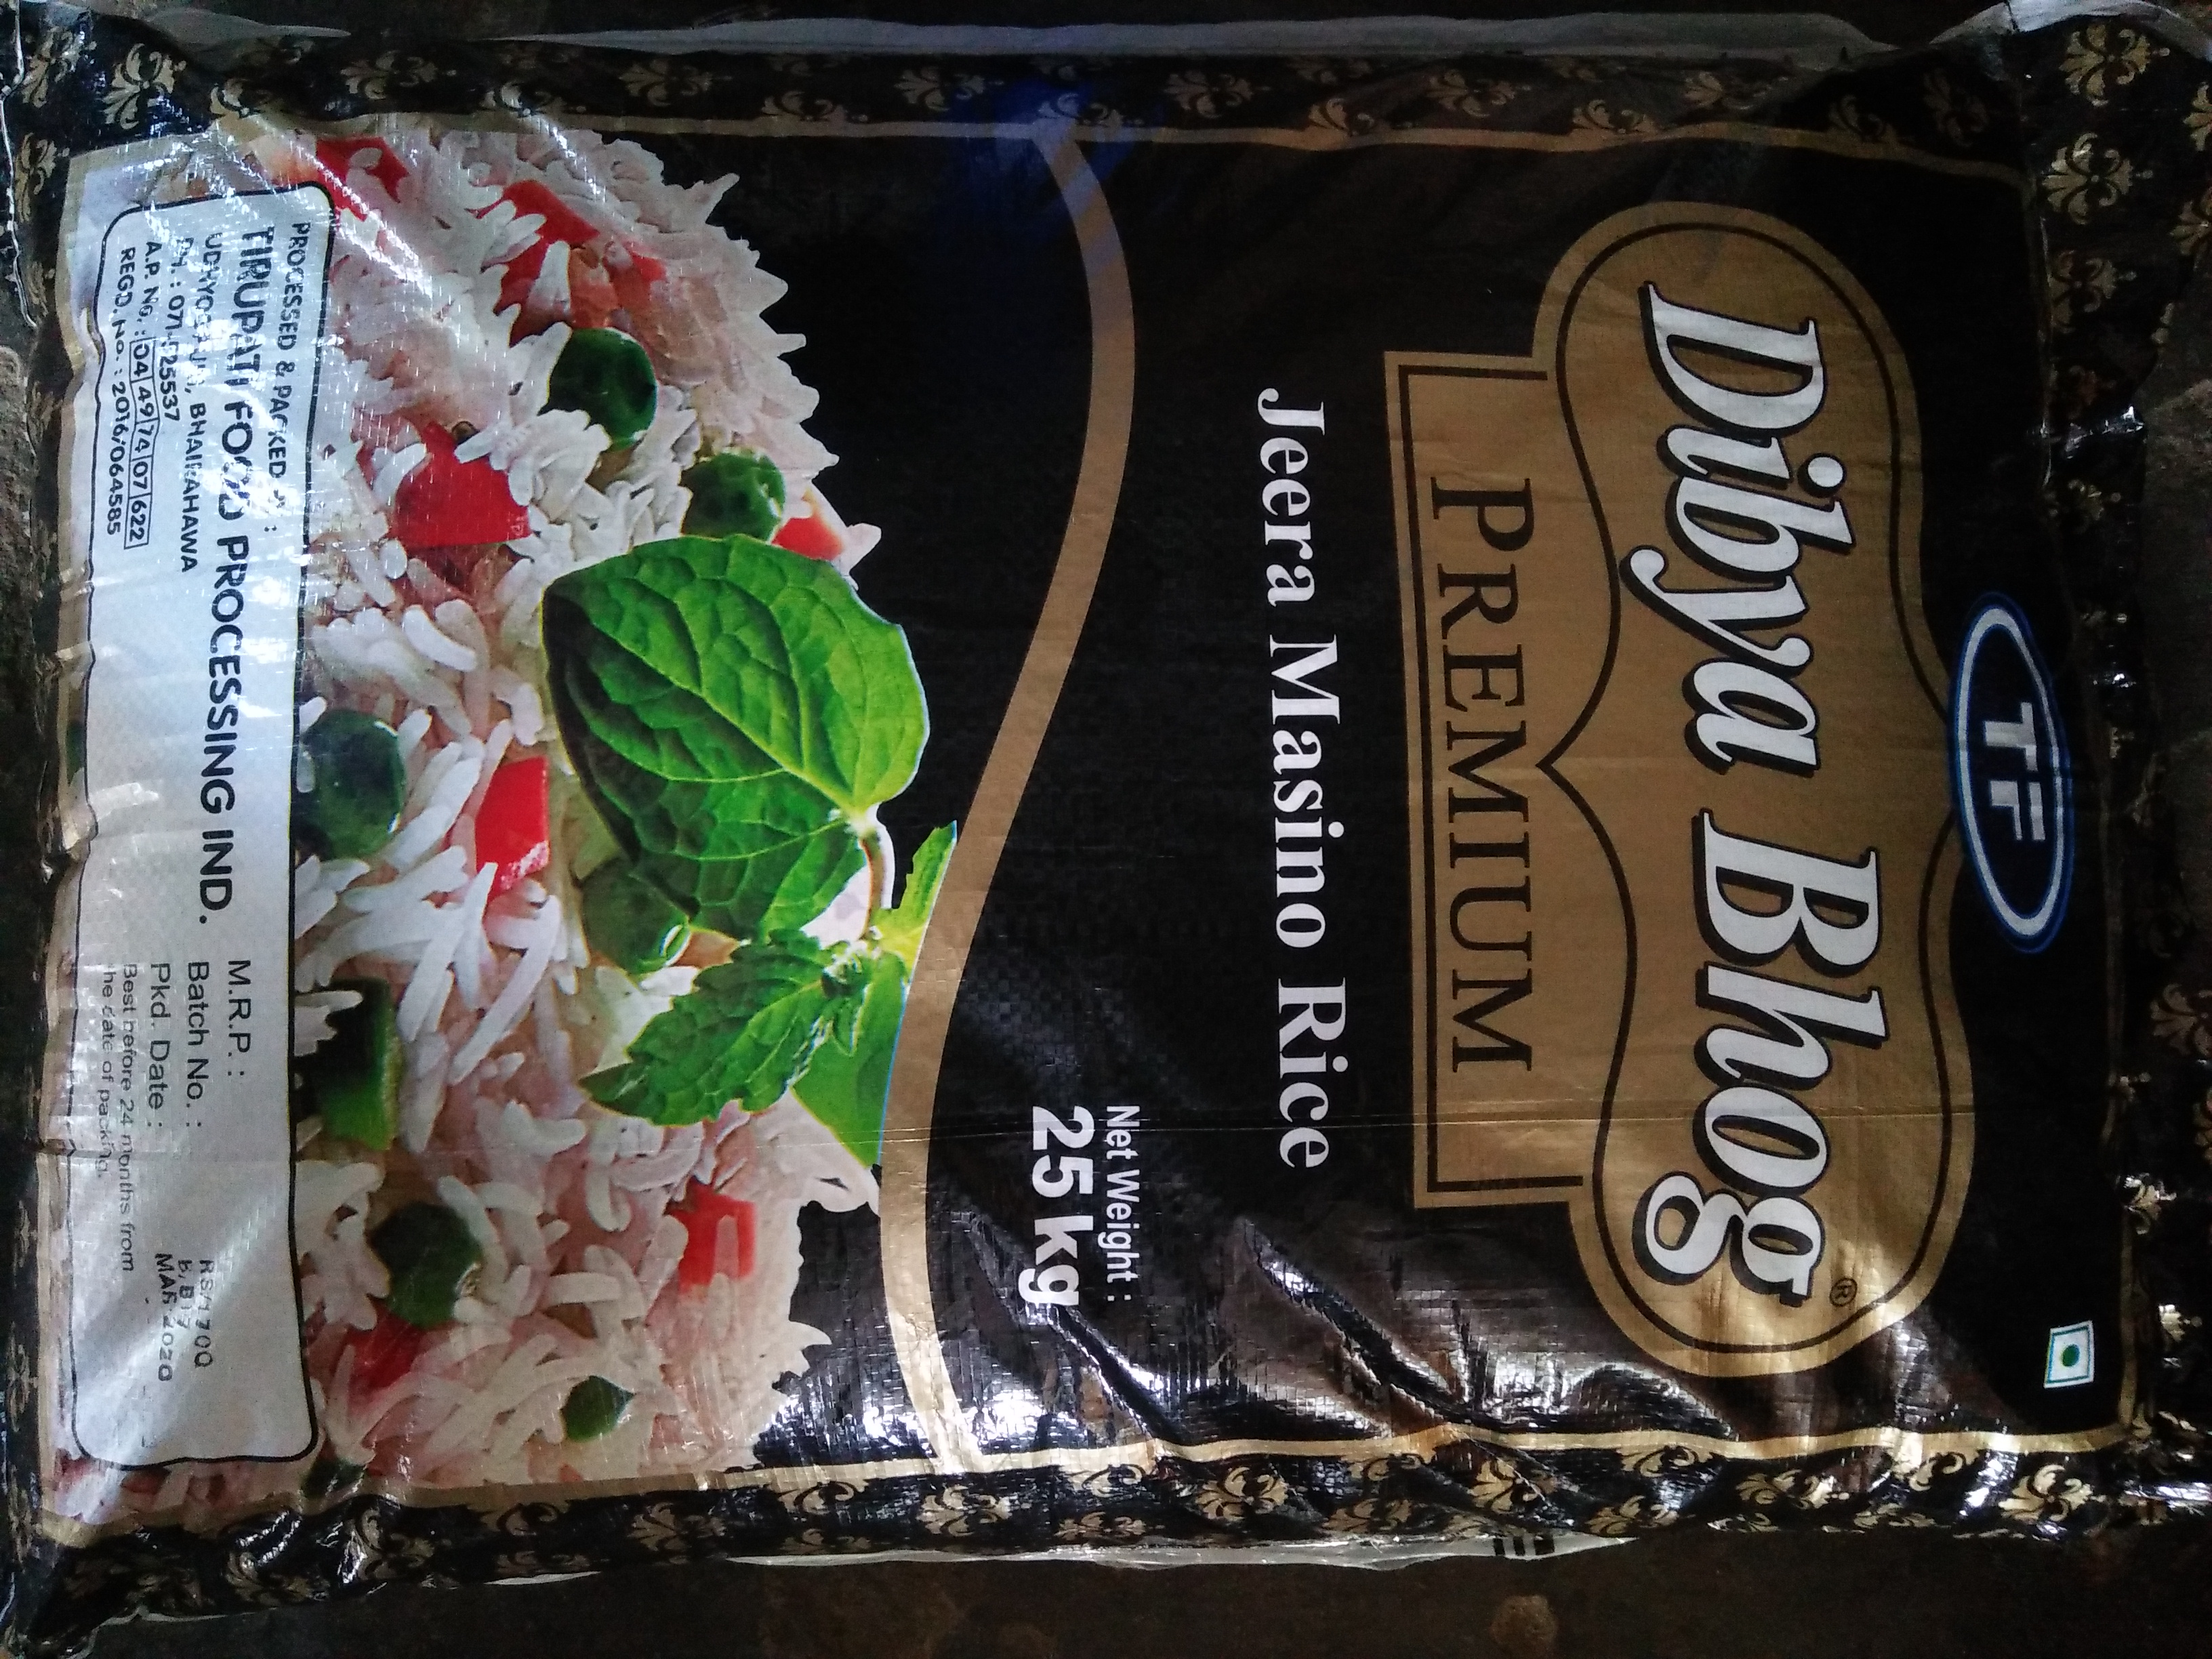 TF
Dibya Bhog®
PREMIUM
Jeera Masino Rice
Net Weight :
25 kg
PROCESSED & PACKED :
TIRUPATI FOOD PROCESSING IND.
BHAIRAHAWA
PH. : 071-525537
A.P. No. : 04 49 74 07 622
REGD. No. : 2016/064585
M.R.P. :
Batch No. :
Pkd. Date :
MAR 2020
Best before 24 months from
the date of packing.